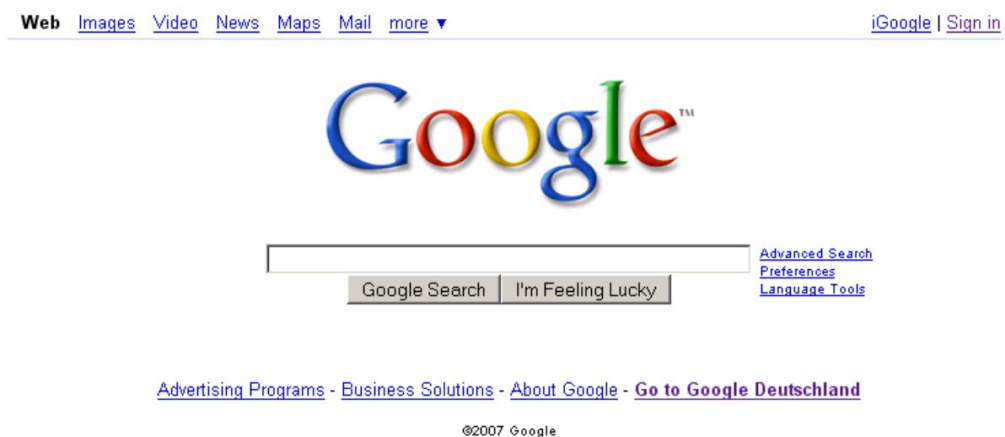 Web Images Video News Maps Mail more ▼ iGoogle | Sign in
Google™
Advanced Search
Preferences
Language Tools
Google Search I'm Feeling Lucky
Advertising Programs - Business Solutions - About Google - Go to Google Deutschland
©2007 Google